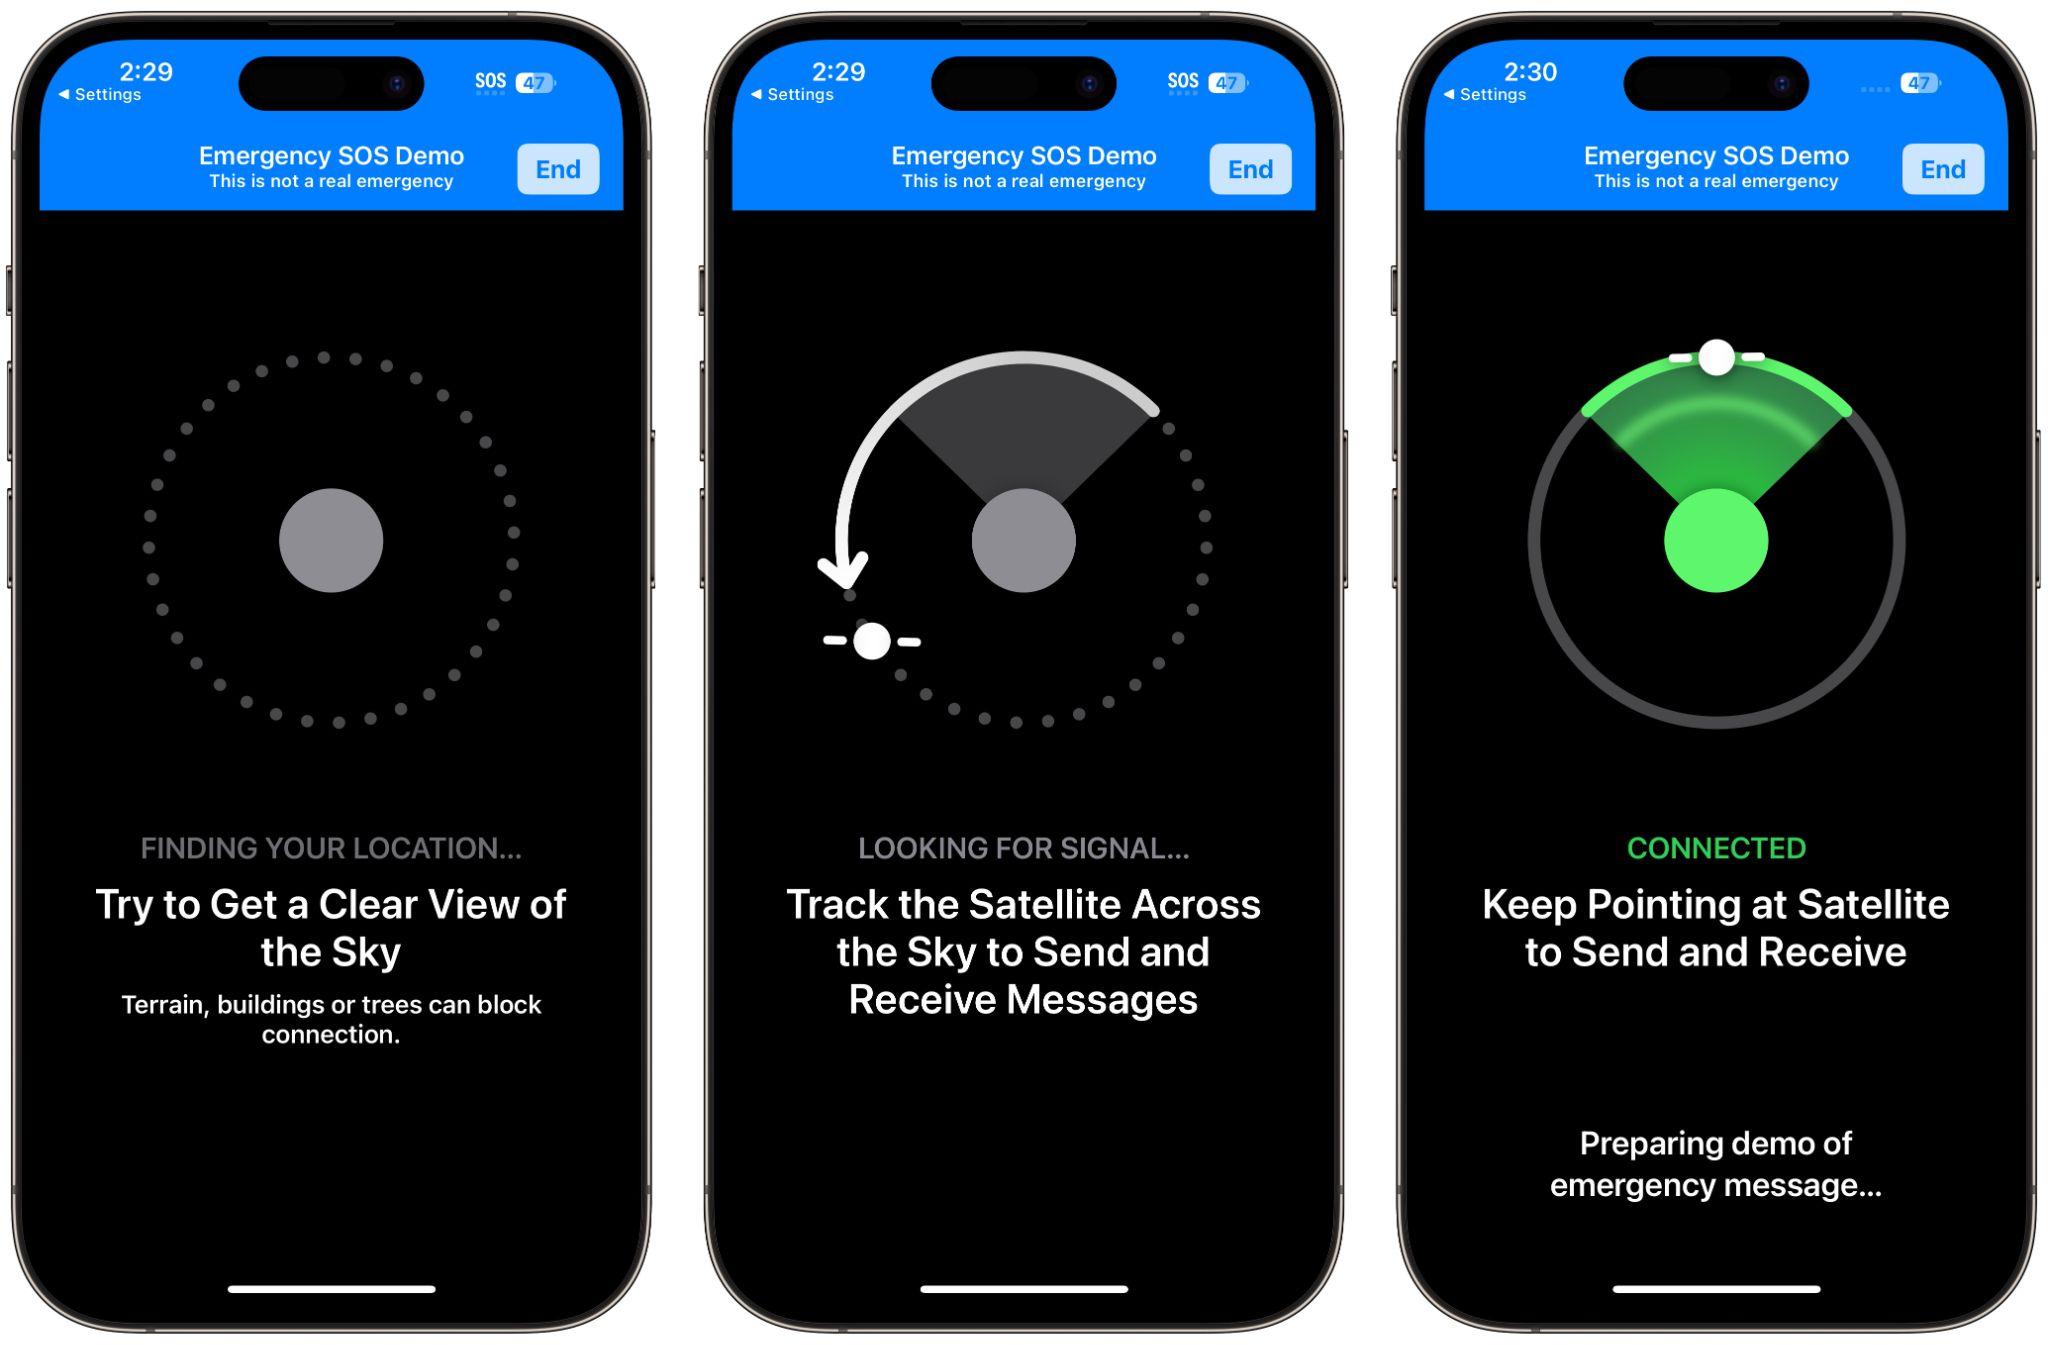 2:29
SOS 47
◀ Settings
Emergency SOS Demo
This is not a real emergency
End
FINDING YOUR LOCATION...
Try to Get a Clear View of
the Sky
Terrain, buildings or trees can block
connection.
2:29
SOS 47
◀ Settings
Emergency SOS Demo
This is not a real emergency
End
LOOKING FOR SIGNAL...
Track the Satellite Across
the Sky to Send and
Receive Messages
2:30
47
◀ Settings
Emergency SOS Demo
This is not a real emergency
End
CONNECTED
Keep Pointing at Satellite
to Send and Receive
Preparing demo of
emergency message...